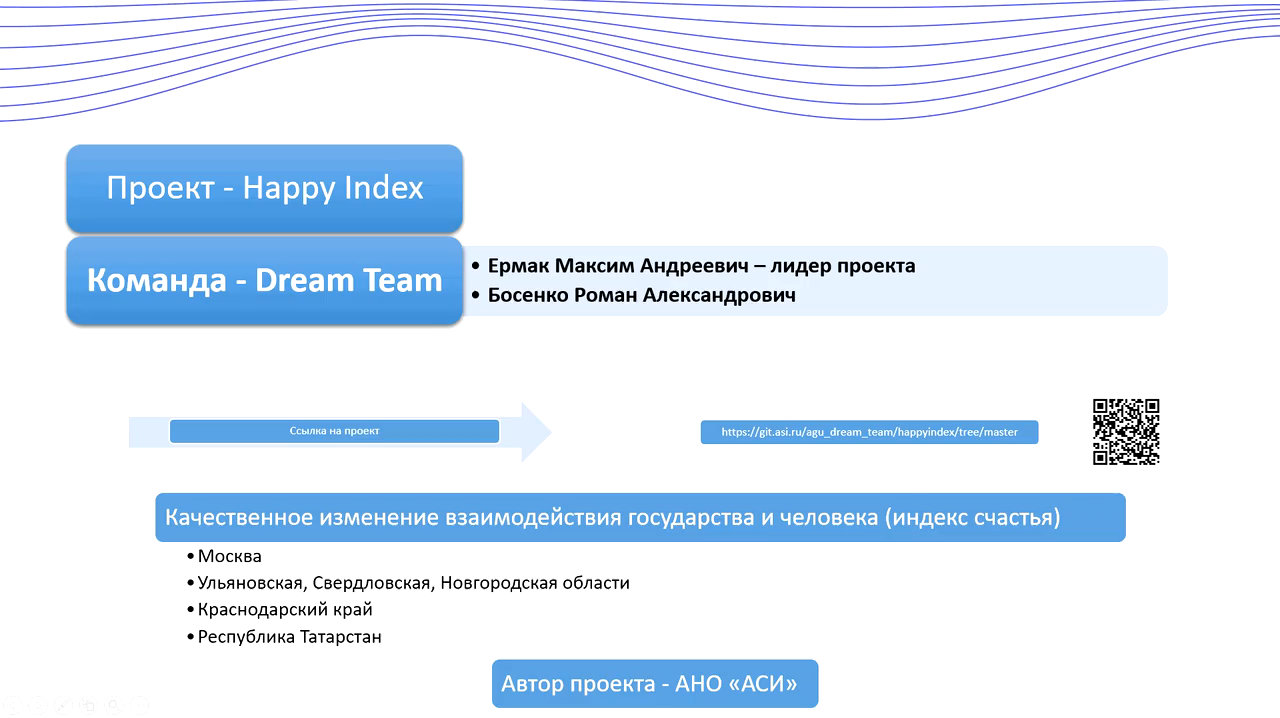 Проект - Happy Index
Команда - Dream Team
• Ермак Максим Андреевич – лидер проекта
• Босенко Роман Александрович
Ссылка на проект
https://git.asi.ru/agu_dream_team/happyindex/tree/master
Качественное изменение взаимодействия государства и человека (индекс счастья)
• Москва
• Ульяновская, Свердловская, Новгородская области
• Краснодарский край
• Республика Татарстан
Автор проекта - АНО «АСИ»